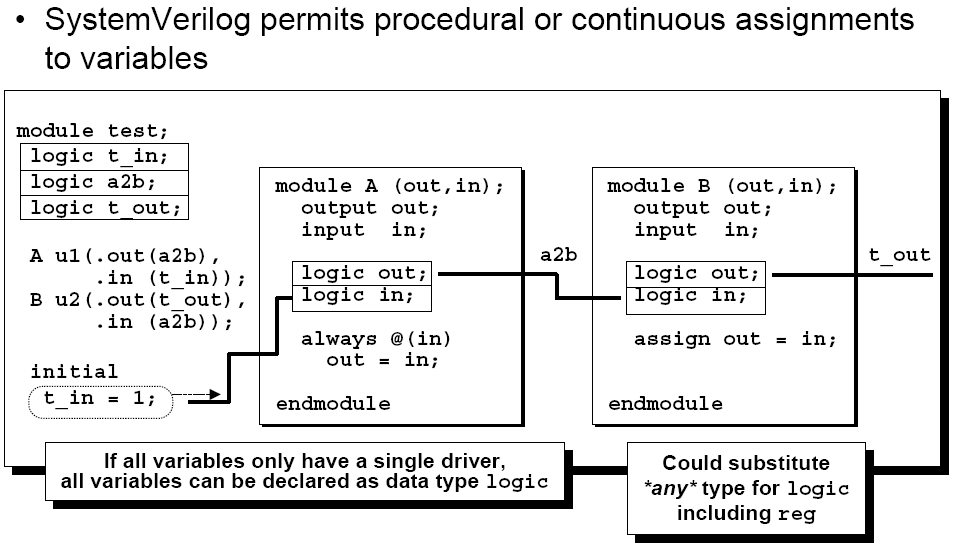 • SystemVerilog permits procedural or continuous assignments
to variables
module test;
logic t_in;
logic a2b;
logic t_out;
A u1(.out(a2b),
.in (t_in));
B u2(.out(t_out),
.in (a2b));
initial
t_in = 1;
module A (out,in);
output out;
input in;
logic out;
logic in;
always @(in)
out = in;
endmodule
a2b
module B (out,in);
output out;
input in;
logic out;
logic in;
assign out = in;
endmodule
t_out
If all variables only have a single driver,
all variables can be declared as data type logic
Could substitute
*any* type for logic
including reg